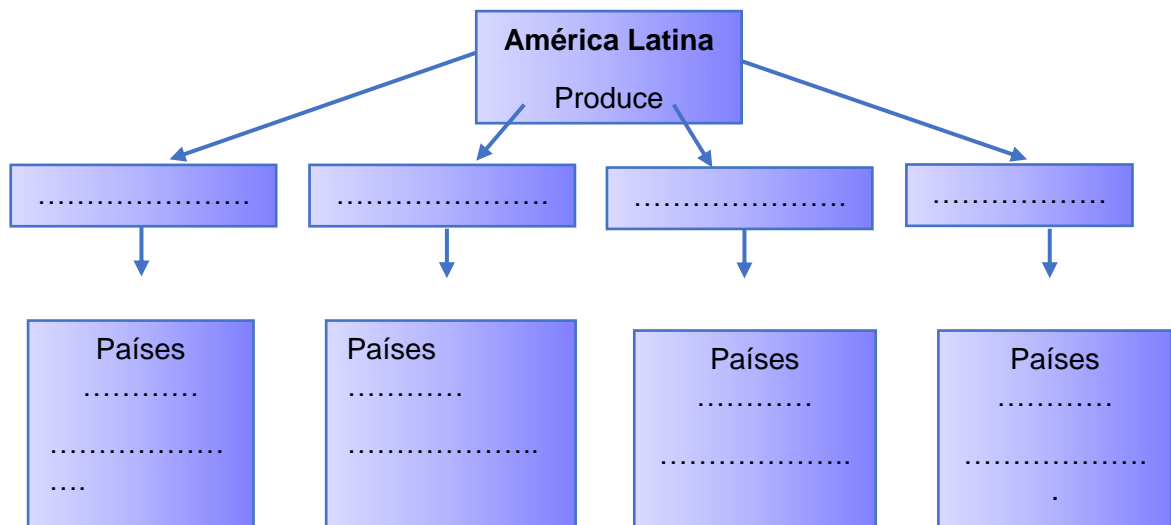 América Latina
Produce
………………….
………………….
………………….
………………
Países
…………
………………
….
Países
…………
………………..
Países
…………
………………..
Países
…………
……………….
.